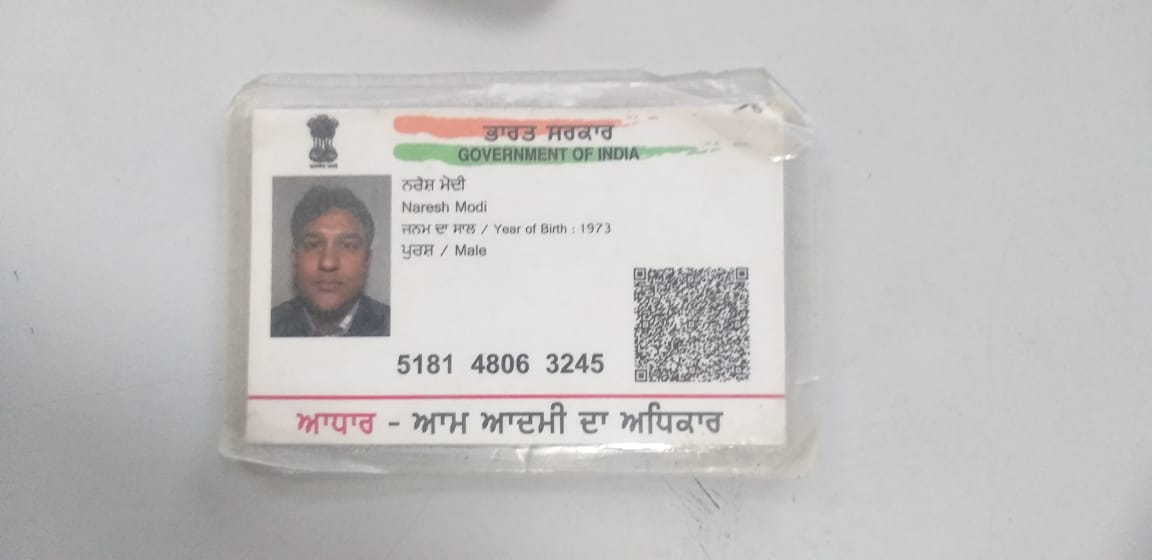 ਭਾਰਤ ਸਰਕਾਰ
GOVERNMENT OF INDIA
ਨਰੇਸ਼ ਮੋਦੀ
Naresh Modi
ਜਨਮ ਦਾ ਸਾਲ / Year of Birth : 1973
ਪੁਰਸ਼ / Male
5181 4806 3245
ਆਧਾਰ - ਆਮ ਆਦਮੀ ਦਾ ਅਧਿਕਾਰ